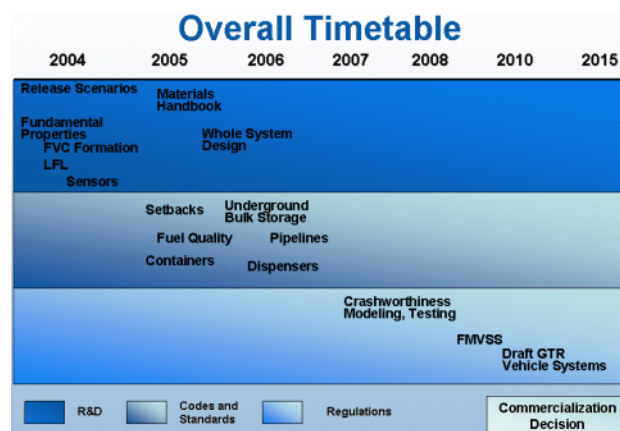 Overall Timetable
2004 2005 2006 2007 2008 2010 2015
Release Scenarios
Materials
Handbook
Fundamental
Properties
FVC Formation
LFL
Sensors
Whole System
Design
Setbacks
Underground
Bulk Storage
Fuel Quality
Pipelines
Containers
Dispensers
Crashworthiness
Modeling, Testing
FMVSS
Draft GTR
Vehicle Systems
R&D
Codes and
Standards
Regulations
Commercialization
Decision